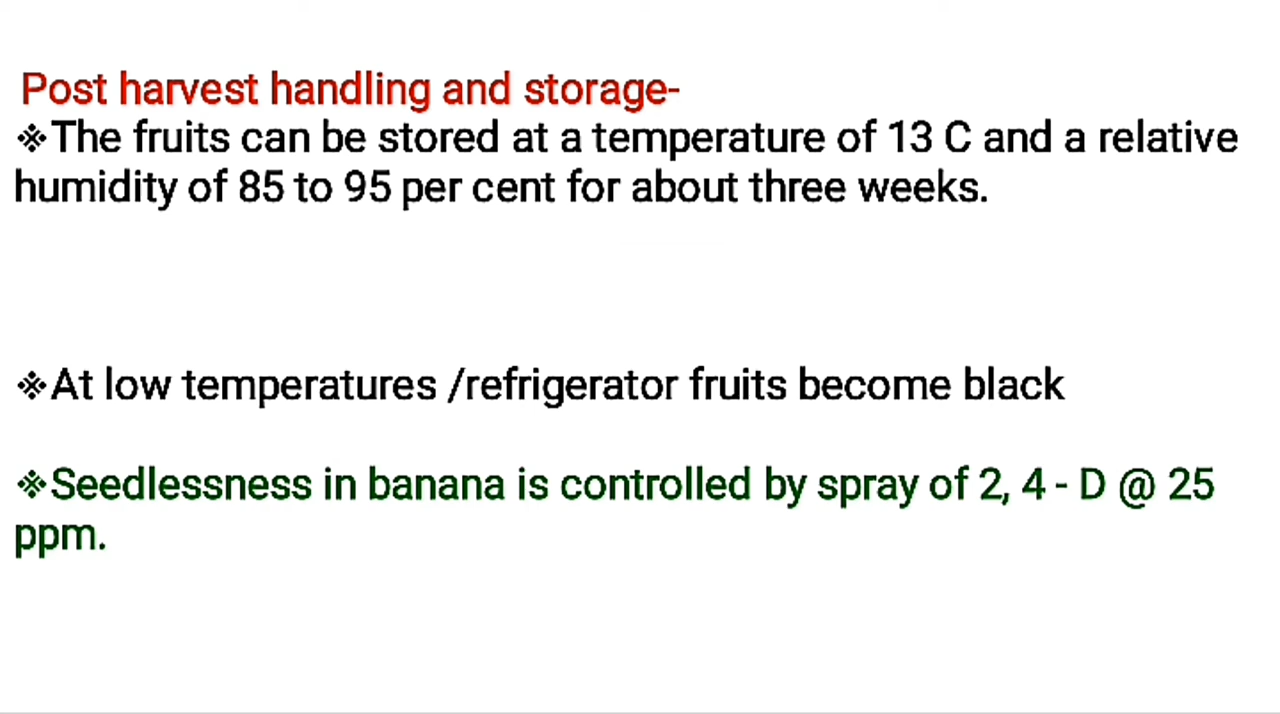 Post harvest handling and storage-
※The fruits can be stored at a temperature of 13 C and a relative
humidity of 85 to 95 per cent for about three weeks.
※At low temperatures /refrigerator fruits become black
※Seedlessness in banana is controlled by spray of 2, 4 - D @ 25
ppm.